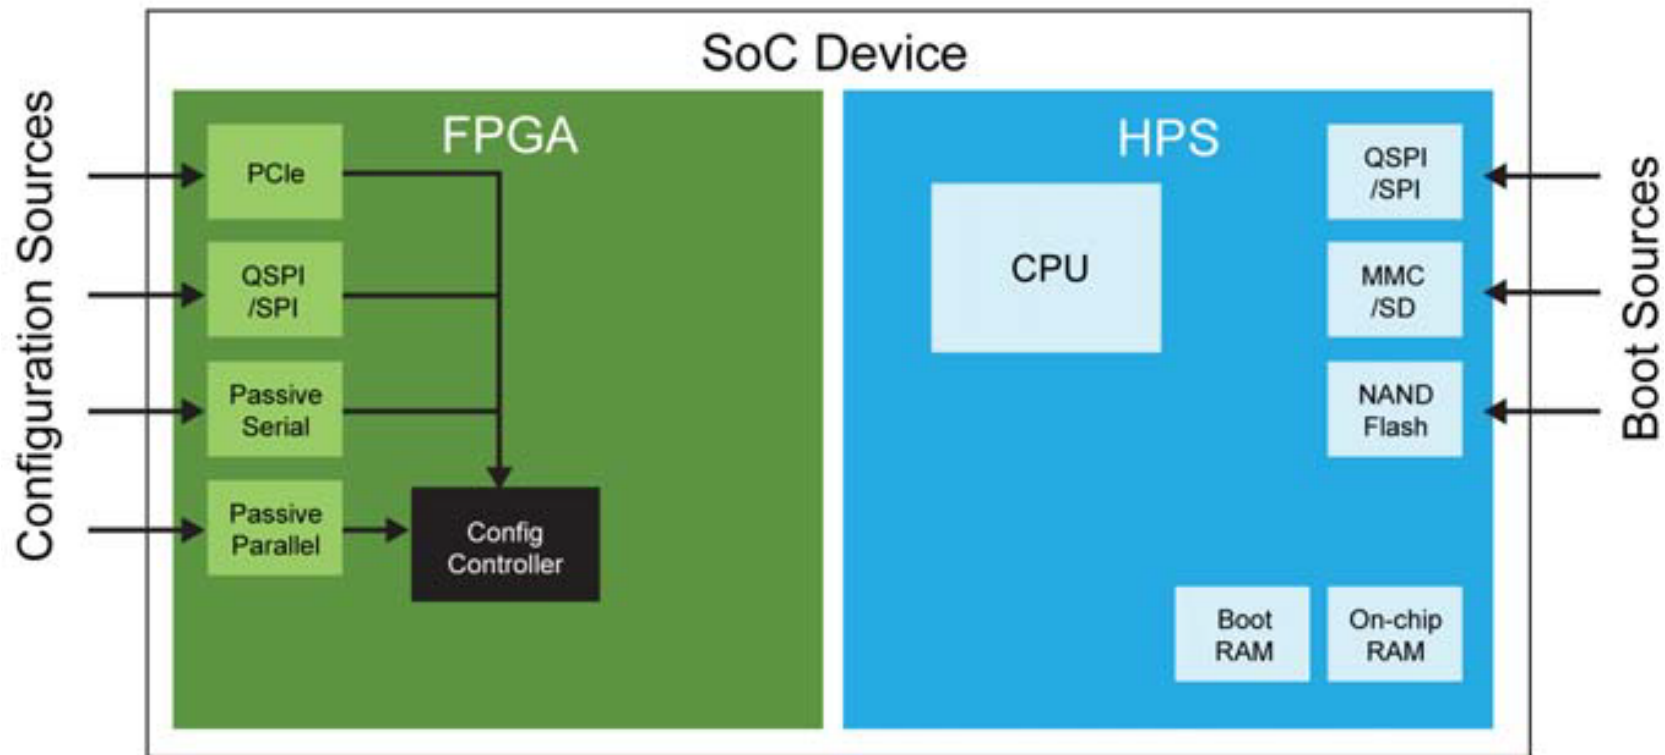 SoC Device
Configuration Sources
FPGA
PCIe
QSPI
/SPI
Passive
Serial
Passive
Parallel
Config
Controller
HPS
CPU
QSPI
/SPI
MMC
/SD
NAND
Flash
Boot
RAM
On-chip
RAM
Boot Sources